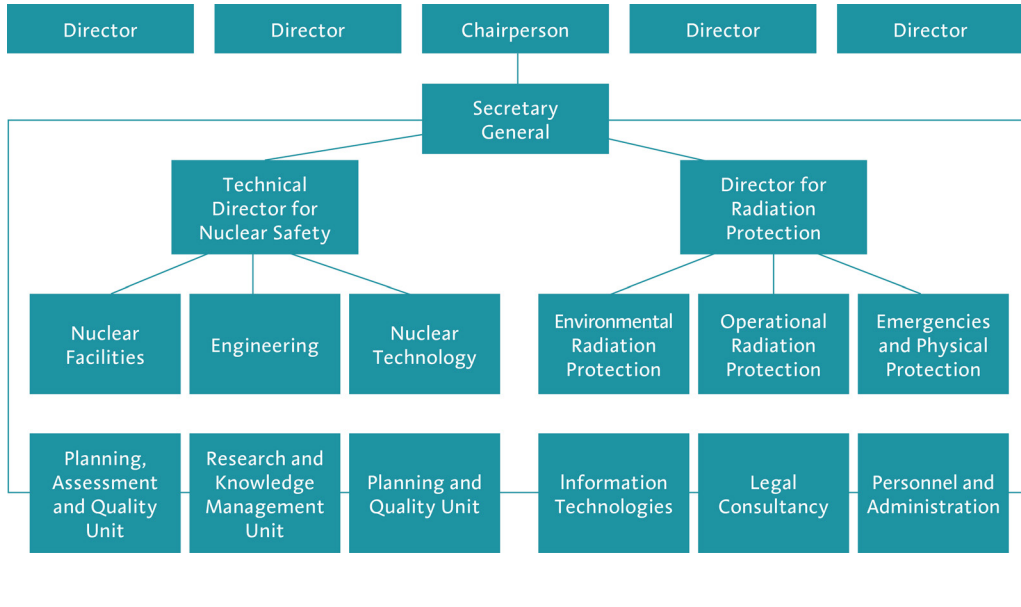 Director
Director
Chairperson
Director
Director
Secretary
General
Technical
Director for
Nuclear Safety
Director for
Radiation
Protection
Nuclear
Facilities
Engineering
Nuclear
Technology
Environmental
Radiation
Protection
Operational
Radiation
Protection
Emergencies
and Physical
Protection
Planning,
Assessment
and Quality
Unit
Research and
Knowledge
Management
Unit
Planning and
Quality Unit
Information
Technologies
Legal
Consultancy
Personnel and
Administration